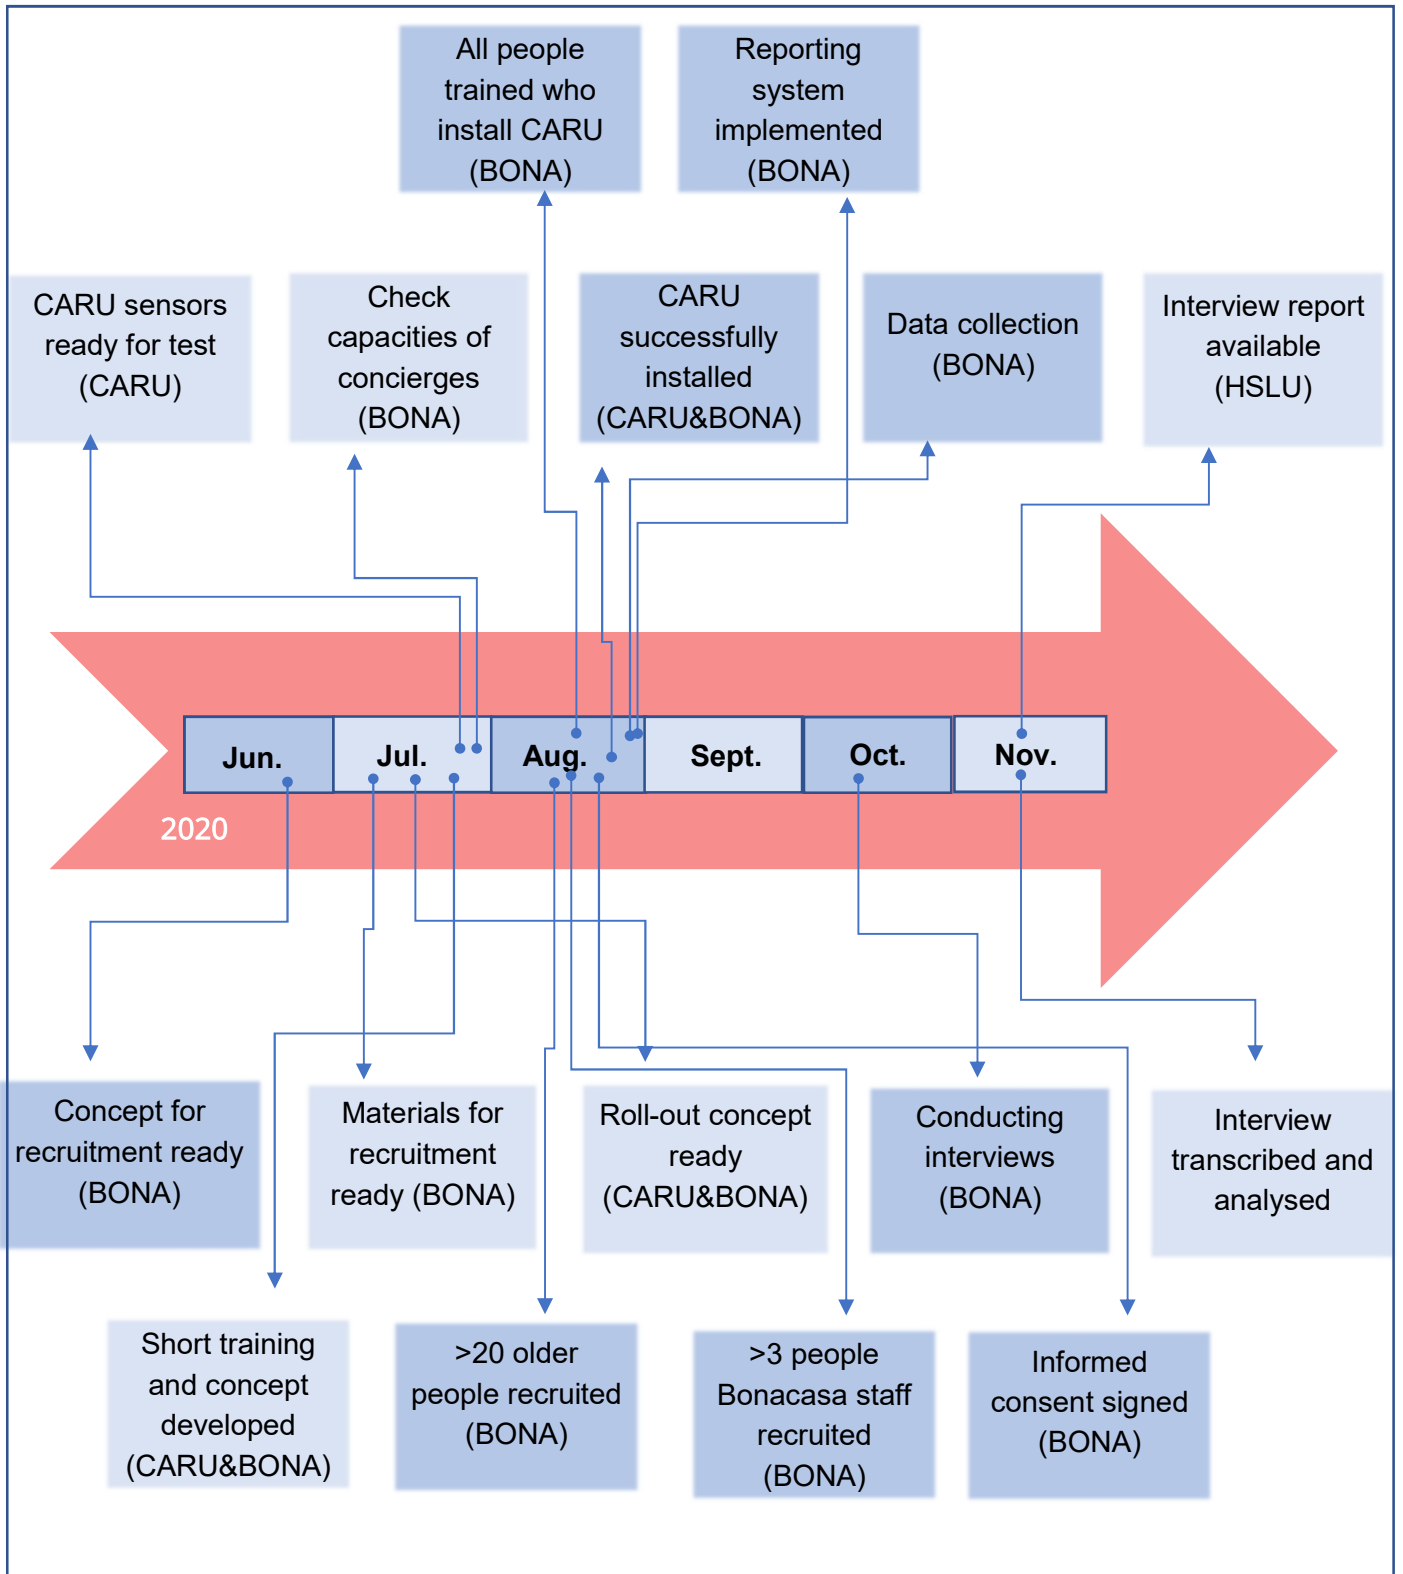 All people
trained who
install CARU
(BONA)
Reporting
system
implemented
(BONA)
CARU sensors
ready for test
(CARU)
Check
capacities of
concierges
(BONA)
CARU
successfully
installed
(CARU&BONA)
Data collection
(BONA)
Interview report
available
(HSLU)
Jun.
Jul.
Aug.
Sept.
Oct.
Nov.
2020
Concept for
recruitment ready
(BONA)
Materials for
recruitment
ready (BONA)
Roll-out concept
ready
(CARU&BONA)
Conducting
interviews
(BONA)
Interview
transcribed and
analysed
Short training
and concept
developed
(CARU&BONA)
>20 older
people recruited
(BONA)
>3 people
Bonacasa staff
recruited
(BONA)
Informed
consent signed
(BONA)